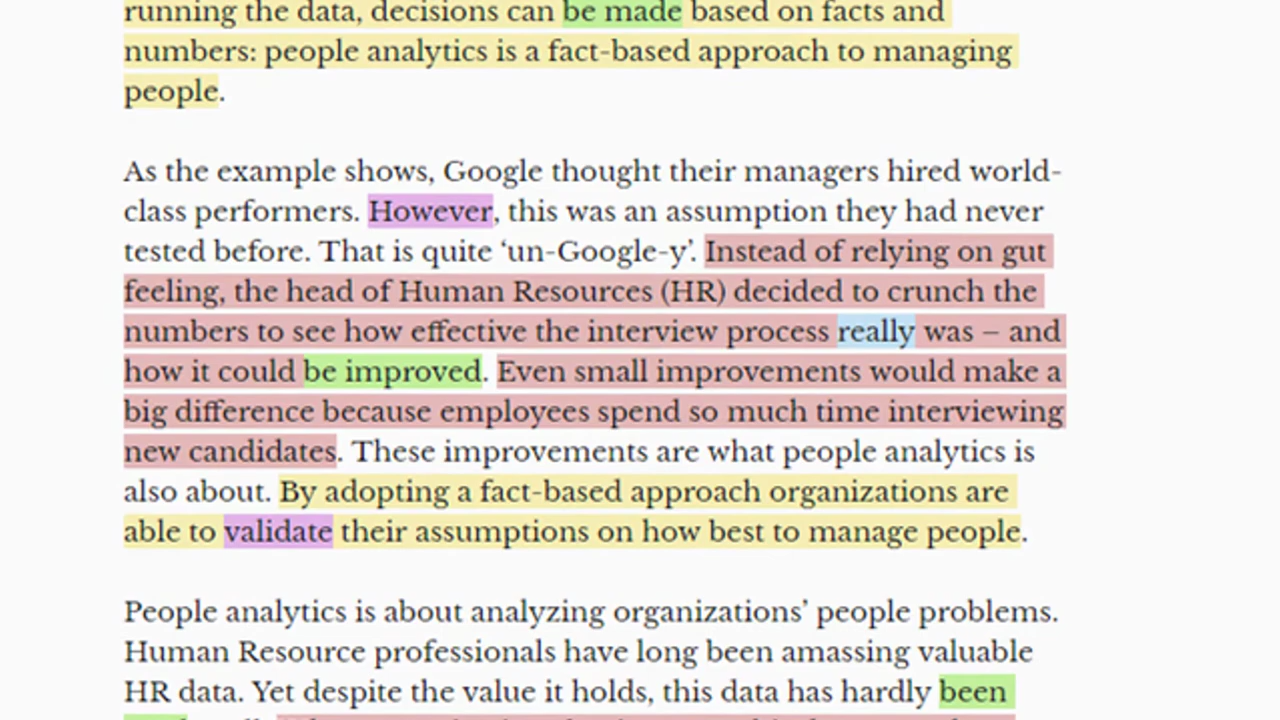 running the data, decisions can be made based on facts and
numbers: people analytics is a fact-based approach to managing
people.
As the example shows, Google thought their managers hired world-
class performers. However, this was an assumption they had never
tested before. That is quite ‘un-Google-y’. Instead of relying on gut
feeling, the head of Human Resources (HR) decided to crunch the
numbers to see how effective the interview process really was – and
how it could be improved. Even small improvements would make a
big difference because employees spend so much time interviewing
new candidates. These improvements are what people analytics is
also about. By adopting a fact-based approach organizations are
able to validate their assumptions on how best to manage people.
People analytics is about analyzing organizations’ people problems.
Human Resource professionals have long been amassing valuable
HR data. Yet despite the value it holds, this data has hardly been